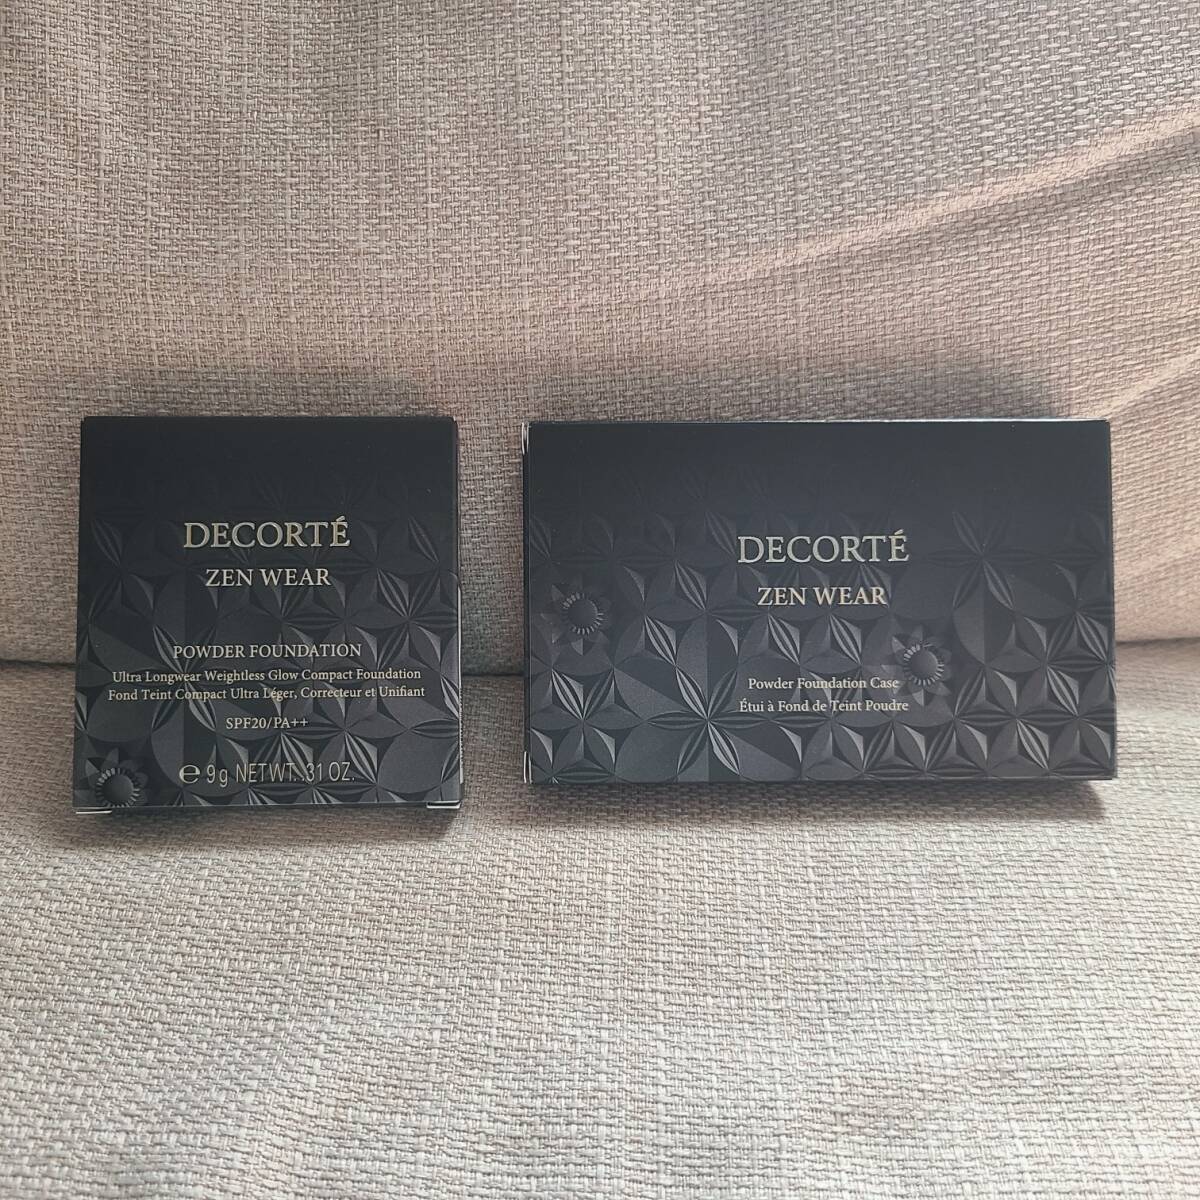 DECORTÉ
ZEN WEAR
POWDER FOUNDATION
Ultra Longwear Weightless Glow Compact Foundation
Fond Teint Compact Ultra Léger, Correcteur et Unifiant
SPF20/PA++
℮ 9g NET WT. .31 OZ.
DECORTÉ
ZEN WEAR
Powder Foundation Case
Étui à Fond de Teint Poudre